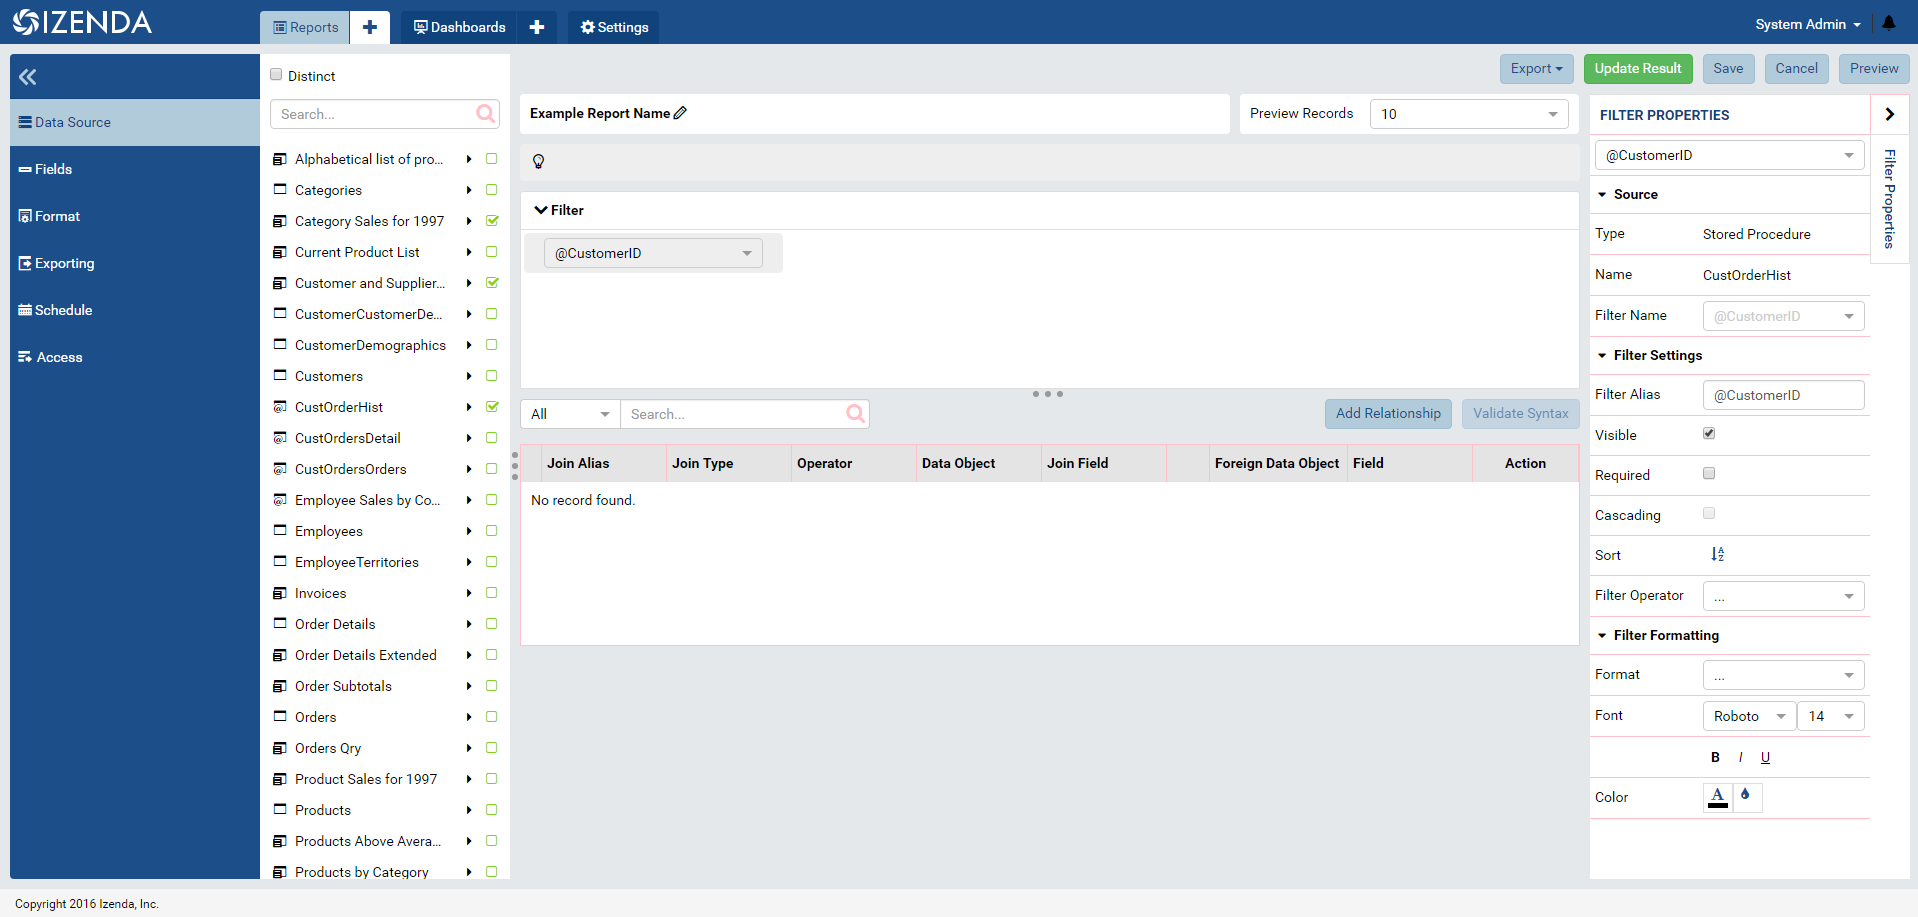 IZENDA
Reports
Dashboards
Settings
System Admin
Data Source
Fields
Format
Exporting
Schedule
Access
Distinct
Search...
Alphabetical list of pro...
Categories
Category Sales for 1997
Current Product List
Customer and Supplier...
CustomerCustomerDe...
CustomerDemographics
Customers
CustOrderHist
CustOrdersDetail
CustOrdersOrders
Employee Sales by Co...
Employees
EmployeeTerritories
Invoices
Order Details
Order Details Extended
Order Subtotals
Orders
Orders Qry
Product Sales for 1997
Products
Products Above Avera...
Products by Category
Export
Update Result
Save
Cancel
Preview
Example Report Name
Preview Records 10
Filter
@CustomerID
All
Search...
Add Relationship
Validate Syntax
Join Alias Join Type Operator Data Object Join Field Foreign Data Object Field Action
No record found.
FILTER PROPERTIES
@CustomerID
Source
Type Stored Procedure
Name CustOrderHist
Filter Name @CustomerID
Filter Settings
Filter Alias @CustomerID
Visible
Required
Cascading
Sort
Filter Operator ...
Filter Formatting
Format ...
Font Roboto 14
B I U
Color A
Filter Properties
Copyright 2016 Izenda, Inc.